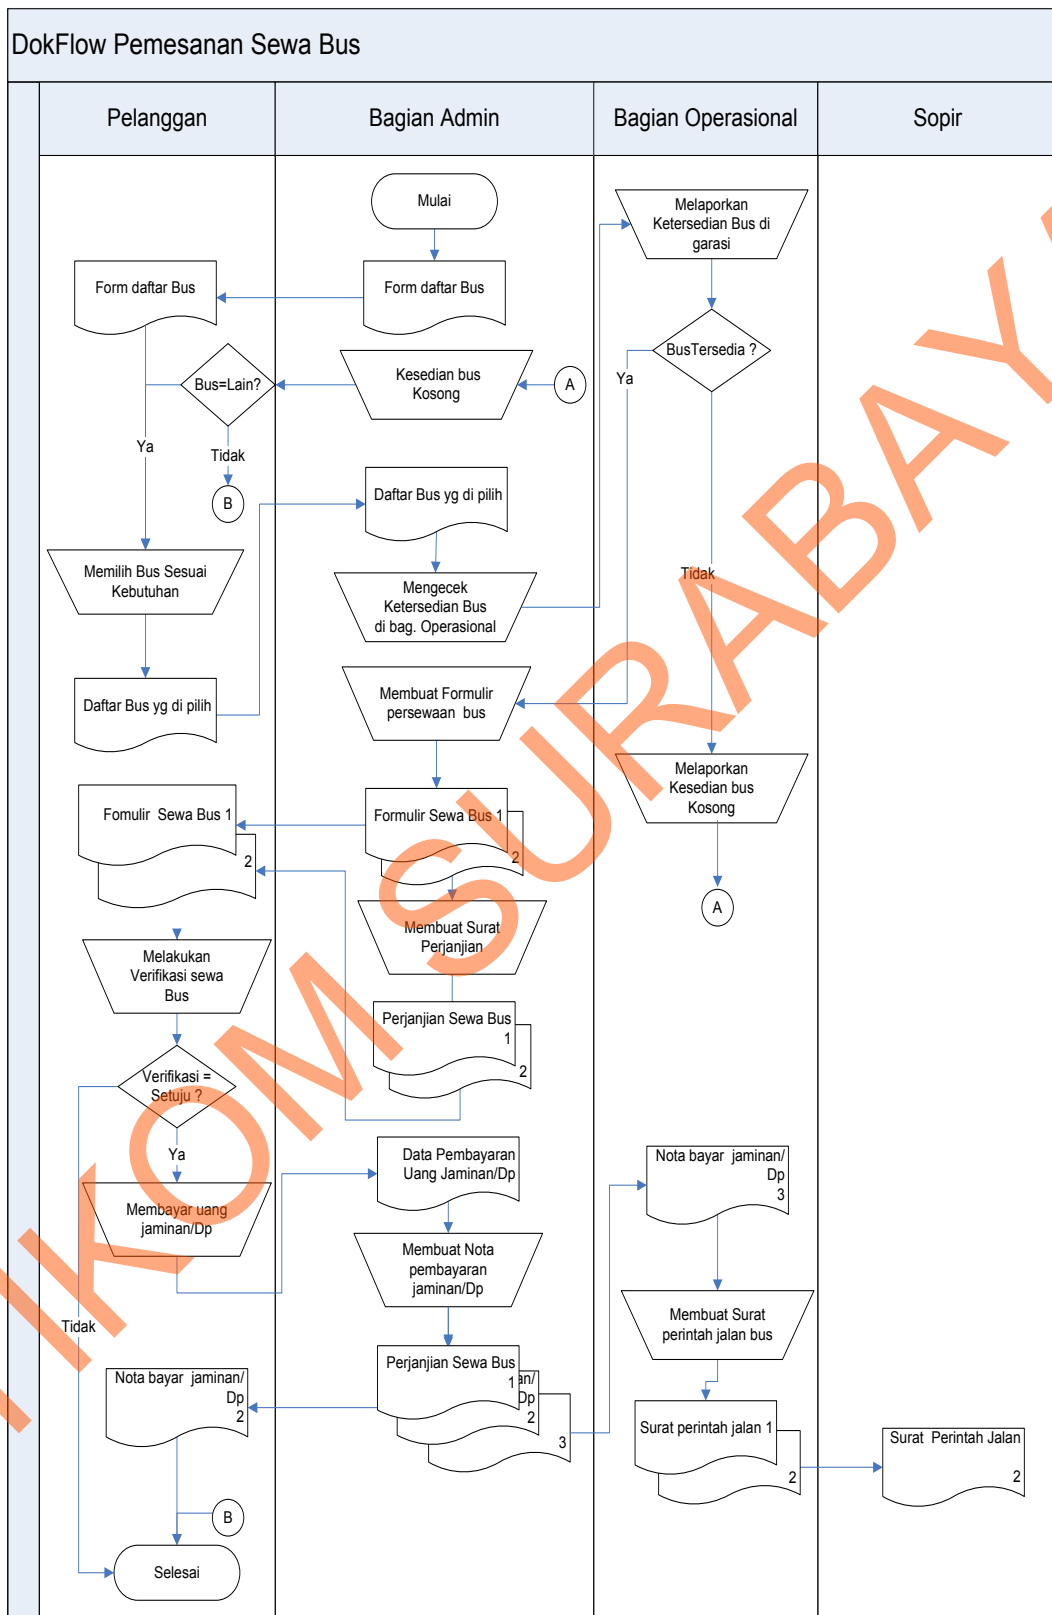 DokFlow Pemesanan Sewa Bus
Pelanggan
Bagian Admin
Bagian Operasional
Sopir
Mulai
Melaporkan
Ketersedian Bus di
garasi
Form daftar Bus
Form daftar Bus
BusTersedia ?
Ya
Bus=Lain?
Kesedian bus
Kosong
A
Ya
Tidak
B
Daftar Bus yg di pilih
Memilih Bus Sesuai
Kebutuhan
Mengecek
Ketersedian Bus
di bag. Operasional
Tidak
Daftar Bus yg di pilih
Membuat Formulir
persewaan bus
Melaporkan
Kesedian bus
Kosong
Fomulir Sewa Bus 1
2
Formulir Sewa Bus 1
2
A
Membuat Surat
Perjanjian
Melakukan
Verifikasi sewa
Bus
Perjanjian Sewa Bus
1
2
Verifikasi =
Setuju ?
Ya
Data Pembayaran
Uang Jaminan/Dp
Nota bayar jaminan/
Dp
3
Membayar uang
jaminan/Dp
Membuat Nota
pembayaran
jaminan/Dp
Tidak
Membuat Surat
perintah jalan bus
Perjanjian Sewa Bus
1
an/
Dp
2
3
Nota bayar jaminan/
Dp
2
Surat perintah jalan 1
2
Surat Perintah Jalan
2
B
Selesai
IKOM SURABAYA